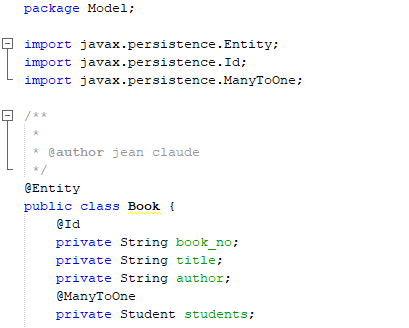 package Model;
import javax.persistence.Entity;
import javax.persistence.Id;
import javax.persistence.ManyToOne;
/**
 *
 * @author jean claude
 */
@Entity
public class Book {
    @Id
    private String book_no;
    private String title;
    private String author;
    @ManyToOne
    private Student students;